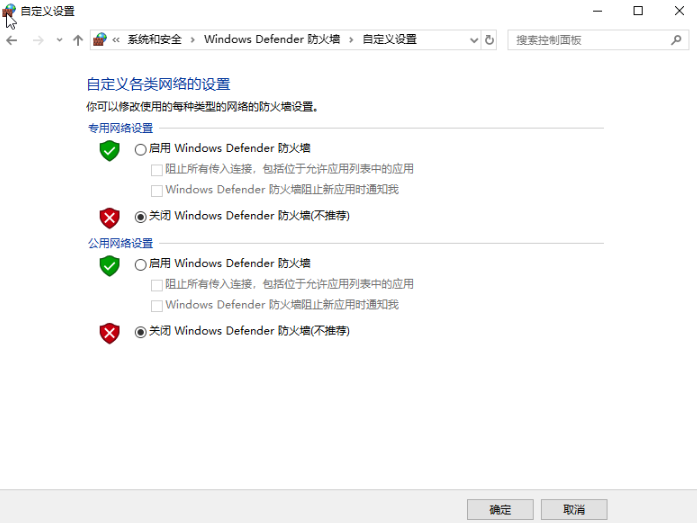 自定义设置
« 系统和安全 › Windows Defender 防火墙 › 自定义设置
搜索控制面板
自定义各类网络的设置
你可以修改使用的每种类型的网络的防火墙设置。
专用网络设置
启用 Windows Defender 防火墙
阻止所有传入连接，包括位于允许应用列表中的应用
Windows Defender 防火墙阻止新应用时通知我
关闭 Windows Defender 防火墙(不推荐)
公用网络设置
启用 Windows Defender 防火墙
阻止所有传入连接，包括位于允许应用列表中的应用
Windows Defender 防火墙阻止新应用时通知我
关闭 Windows Defender 防火墙(不推荐)
确定
取消